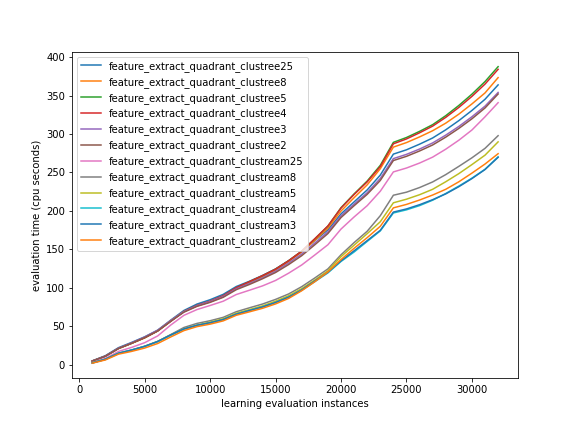 400
350
300
250
200
150
100
50
0
evaluation time (cpu seconds)
feature_extract_quadrant_clustree25
feature_extract_quadrant_clustree8
feature_extract_quadrant_clustree5
feature_extract_quadrant_clustree4
feature_extract_quadrant_clustree3
feature_extract_quadrant_clustree2
feature_extract_quadrant_clustream25
feature_extract_quadrant_clustream8
feature_extract_quadrant_clustream5
feature_extract_quadrant_clustream4
feature_extract_quadrant_clustream3
feature_extract_quadrant_clustream2
0 5000 10000 15000 20000 25000 30000
learning evaluation instances